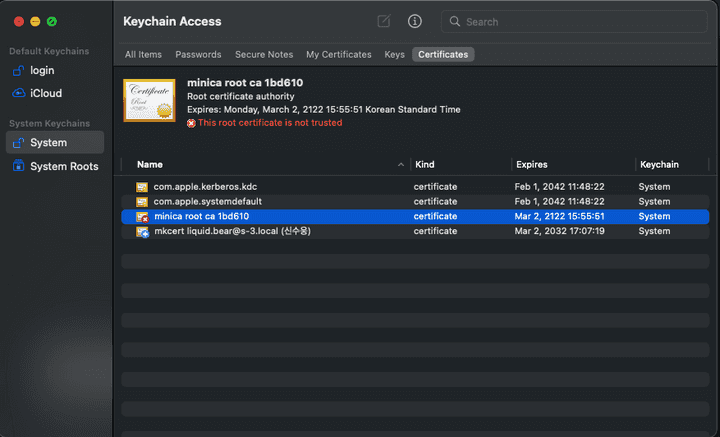 Keychain Access
Search
Default Keychains
login
iCloud
System Keychains
System
System Roots
All Items Passwords Secure Notes My Certificates Keys Certificates
minica root ca 1bd610
Root certificate authority
Expires: Monday, March 2, 2122 15:55:51 Korean Standard Time
This root certificate is not trusted
Name Kind Expires Keychain
com.apple.kerberos.kdc certificate Feb 1, 2042 11:48:22 System
com.apple.systemdefault certificate Feb 1, 2042 11:48:22 System
minica root ca 1bd610 certificate Mar 2, 2122 15:55:51 System
mkcert liquid.bear@s-3.local (신수웅) certificate Mar 2, 2032 17:07:19 System
Certificate
Root